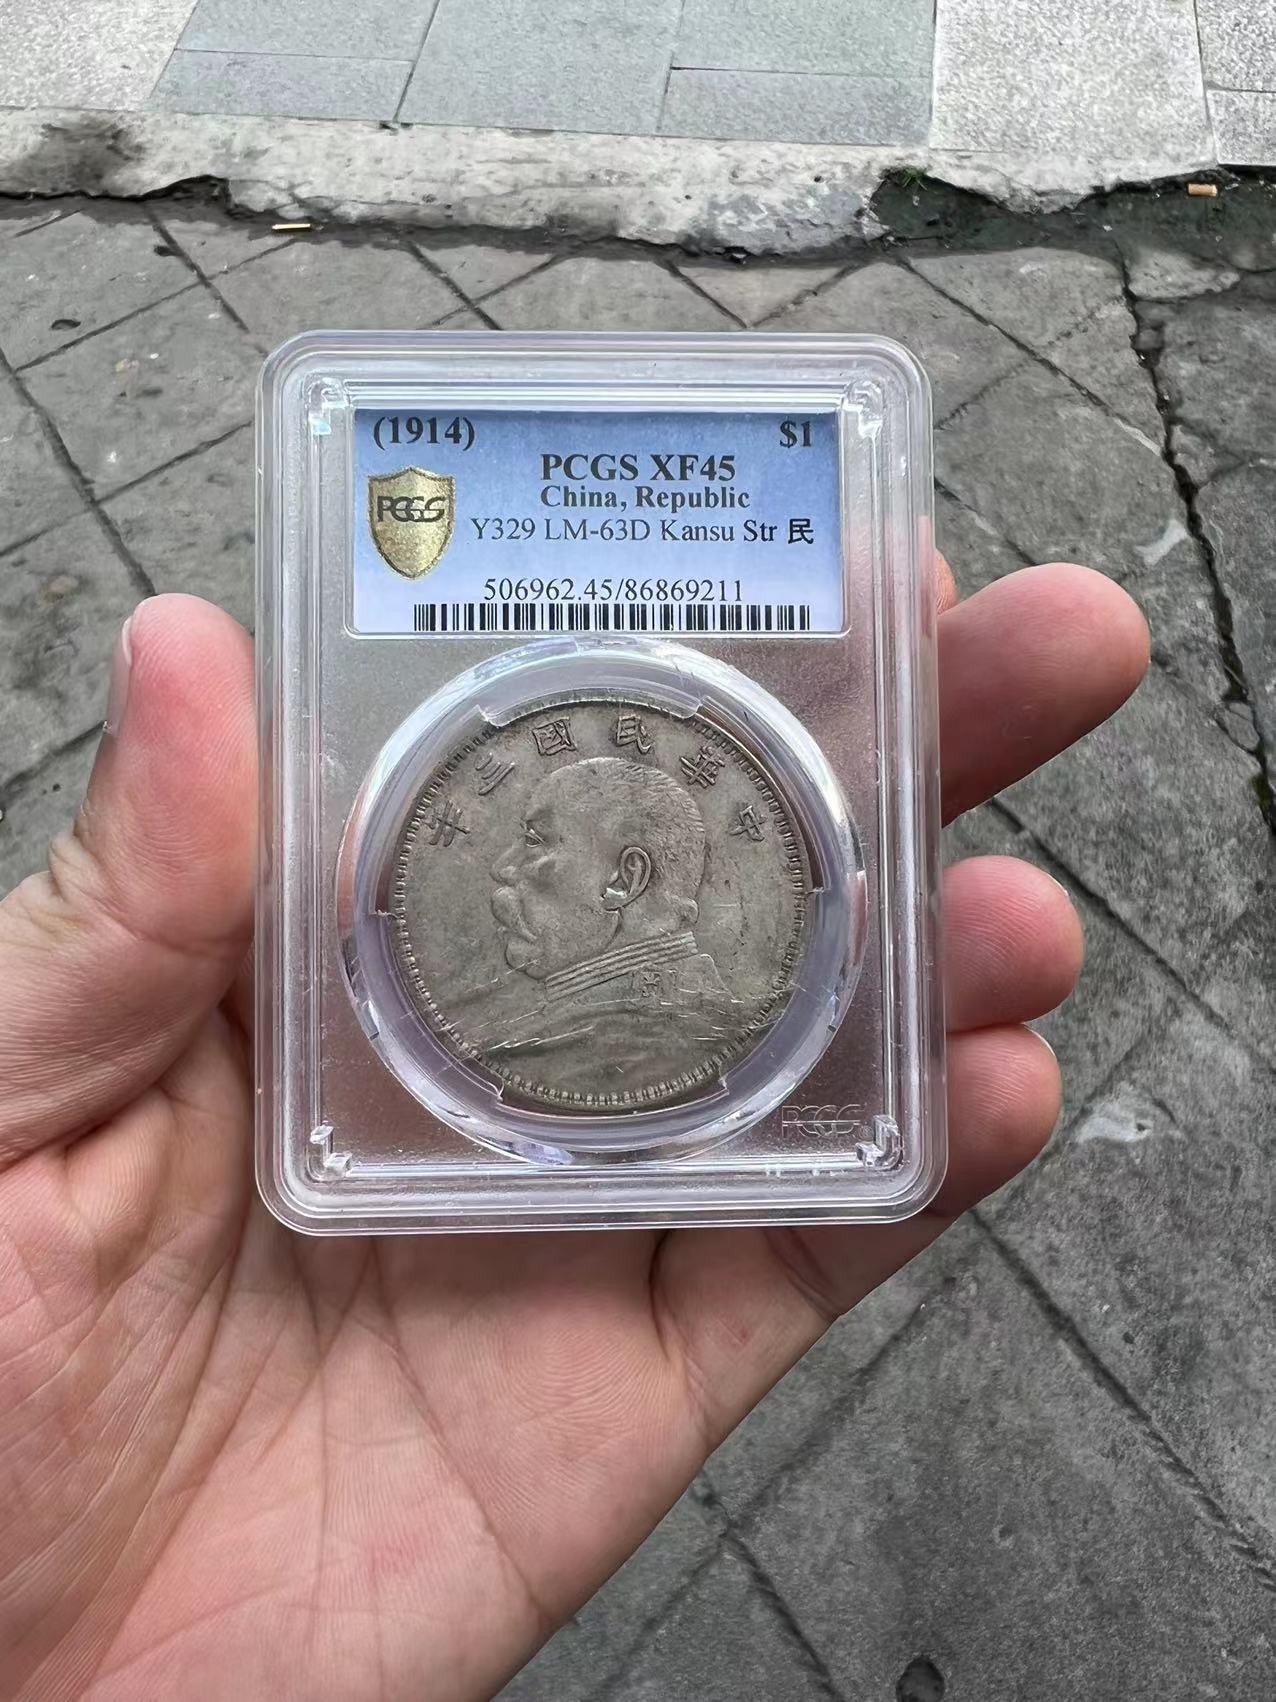 (1914) $1
PCGS XF45
China, Republic
PCGS
Y329 LM-63D Kansu Str 民
506962.45/86869211
年三國民華中
PCGS